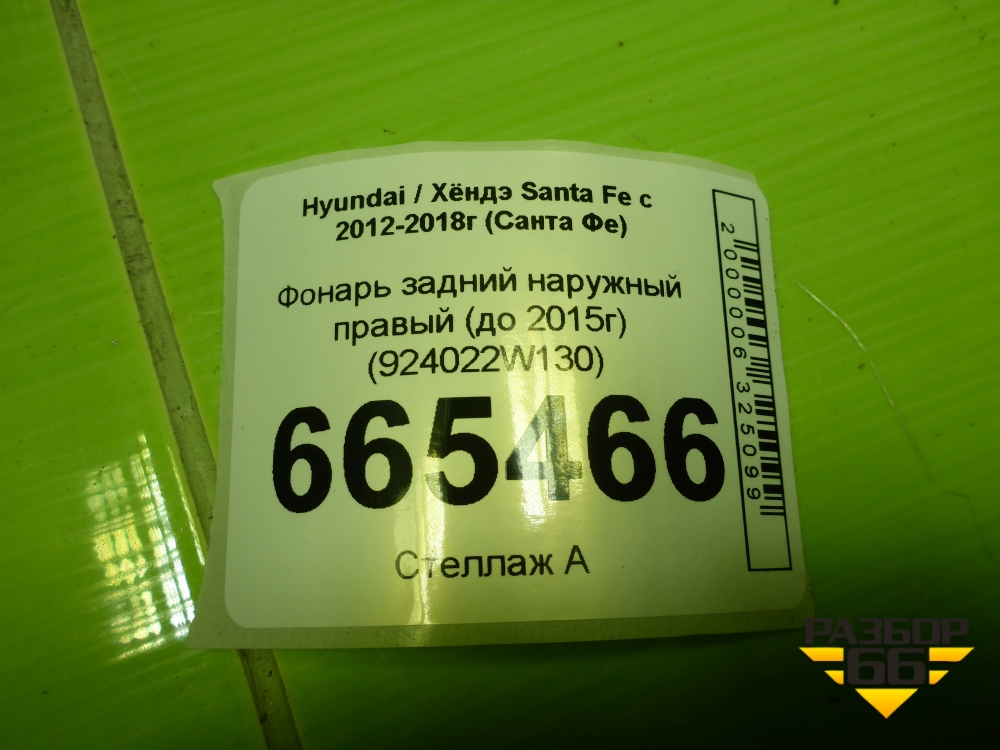 Hyundai / Хёндэ Santa Fe с
2012-2018г (Санта Фе)
Фонарь задний наружный
правый (до 2015г)
(924022W130)
665466
Стеллаж А
2000006325099
РАЗБОР
66